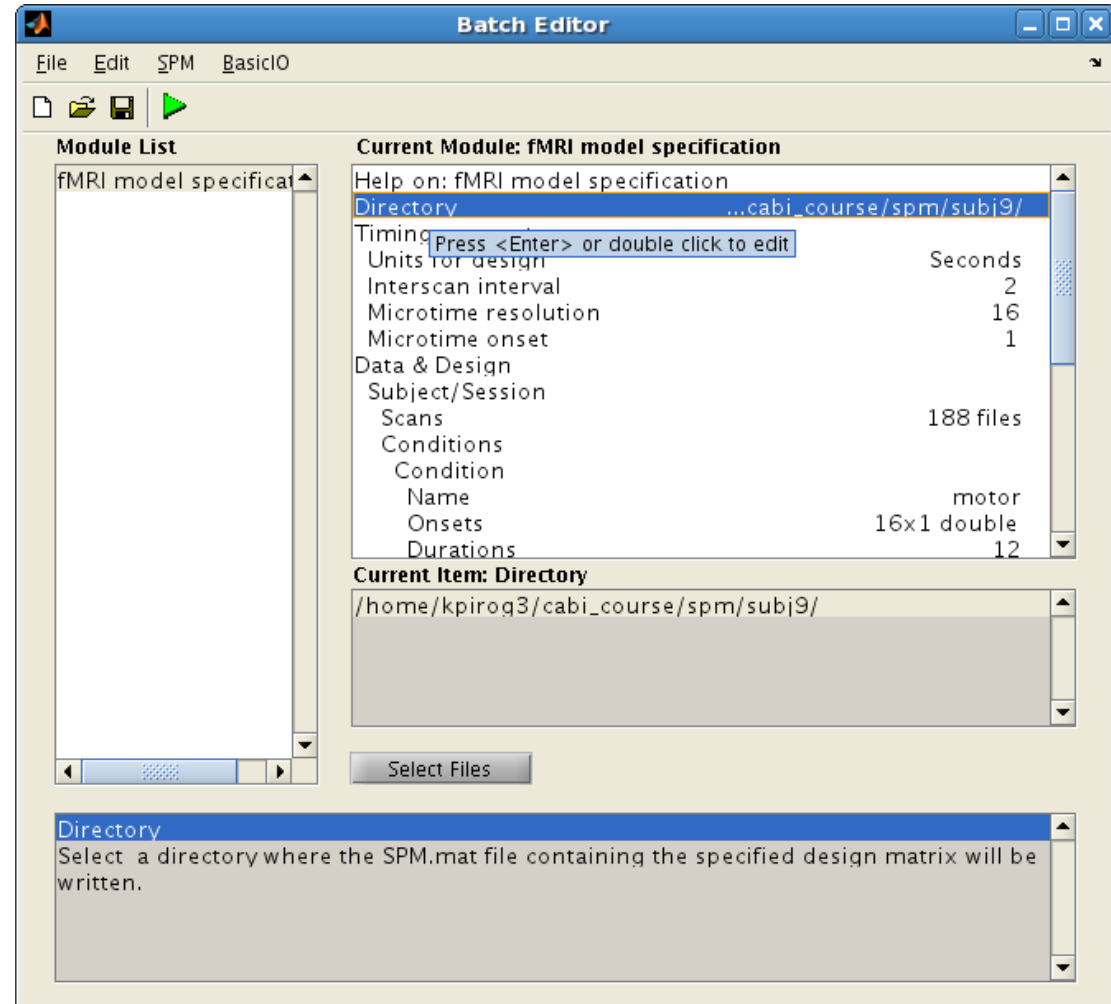 Batch Editor
File Edit SPM BasicIO
Module List
fMRI model specificat
Current Module: fMRI model specification
Help on: fMRI model specification
Directory ...cabi_course/spm/subj9/
Timing
Press <Enter> or double click to edit
Units for design Seconds
Interscan interval 2
Microtime resolution 16
Microtime onset 1
Data & Design
Subject/Session
Scans 188 files
Conditions
Condition
Name motor
Onsets 16x1 double
Durations 12
Current Item: Directory
/home/kpirog3/cabi_course/spm/subj9/
Select Files
Directory
Select a directory where the SPM.mat file containing the specified design matrix will be
written.